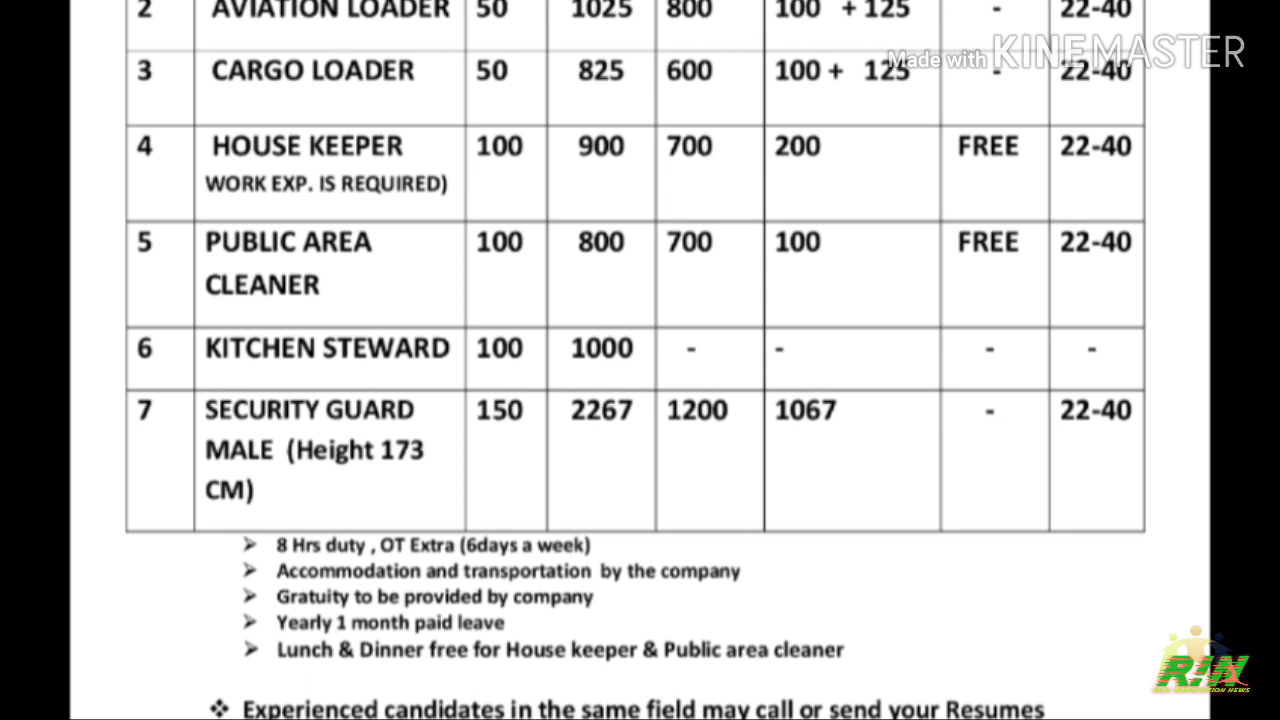 2 AVIATION LOADER 50 1025 800 100 + 125 - 22-40
Made with KINEMASTER
3 CARGO LOADER 50 825 600 100 + 125 - 22-40
4 HOUSE KEEPER 100 900 700 200 FREE 22-40
WORK EXP. IS REQUIRED)
5 PUBLIC AREA 100 800 700 100 FREE 22-40
CLEANER
6 KITCHEN STEWARD 100 1000 - - - -
7 SECURITY GUARD 150 2267 1200 1067 - 22-40
MALE (Height 173
CM)
➢ 8 Hrs duty , OT Extra (6days a week)
➢ Accommodation and transportation by the company
➢ Gratuity to be provided by company
➢ Yearly 1 month paid leave
➢ Lunch & Dinner free for House keeper & Public area cleaner
❖ Experienced candidates in the same field may call or send your Resumes
R!N